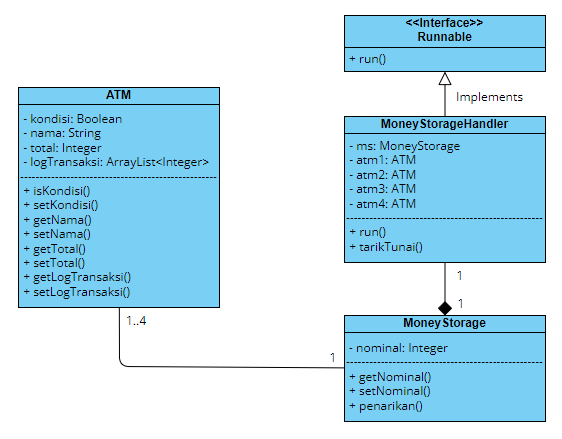 <<Interface>>
Runnable
+ run()
Implements
ATM
- kondisi: Boolean
- nama: String
- total: Integer
- logTransaksi: ArrayList<Integer>
+ isKondisi()
+ setKondisi()
+ getNama()
+ setNama()
+ getTotal()
+ setTotal()
+ getLogTransaksi()
+ setLogTransaksi()
MoneyStorageHandler
- ms: MoneyStorage
- atm1: ATM
- atm2: ATM
- atm3: ATM
- atm4: ATM
+ run()
+ tarikTunai()
1
1
1..4
1
MoneyStorage
- nominal: Integer
+ getNominal()
+ setNominal()
+ penarikan()